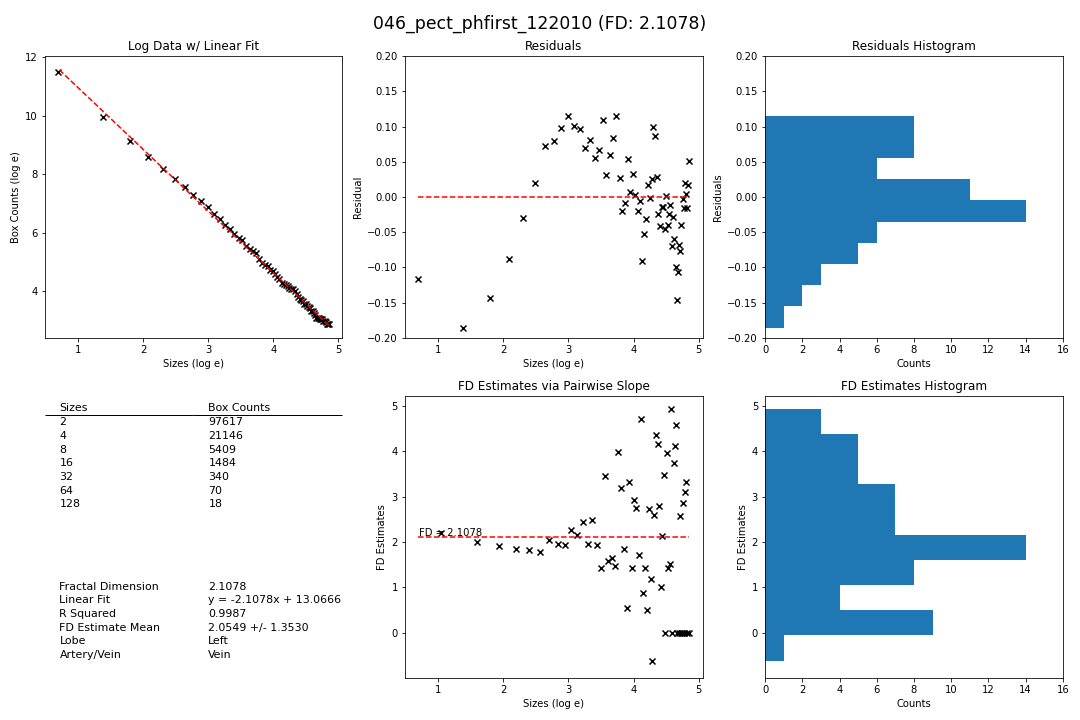 046_pect_phfirst_122010 (FD: 2.1078)
Log Data w/ Linear Fit
Box Counts (log e)
12
10
8
6
4
1 2 3 4 5
Sizes (log e)
Residuals
Residual
0.20
0.15
0.10
0.05
0.00
−0.05
−0.10
−0.15
−0.20
1 2 3 4 5
Sizes (log e)
Residuals Histogram
Residuals
0.20
0.15
0.10
0.05
0.00
−0.05
−0.10
−0.15
−0.20
0 2 4 6 8 10 12 14 16
Counts
Sizes Box Counts
2 97617
4 21146
8 5409
16 1484
32 340
64 70
128 18
Fractal Dimension 2.1078
Linear Fit y = -2.1078x + 13.0666
R Squared 0.9987
FD Estimate Mean 2.0549 +/- 1.3530
Lobe Left
Artery/Vein Vein
FD Estimates via Pairwise Slope
FD Estimates
5
4
3
2
1
0
FD = 2.1078
1 2 3 4 5
Sizes (log e)
FD Estimates Histogram
FD Estimates
5
4
3
2
1
0
0 2 4 6 8 10 12 14 16
Counts